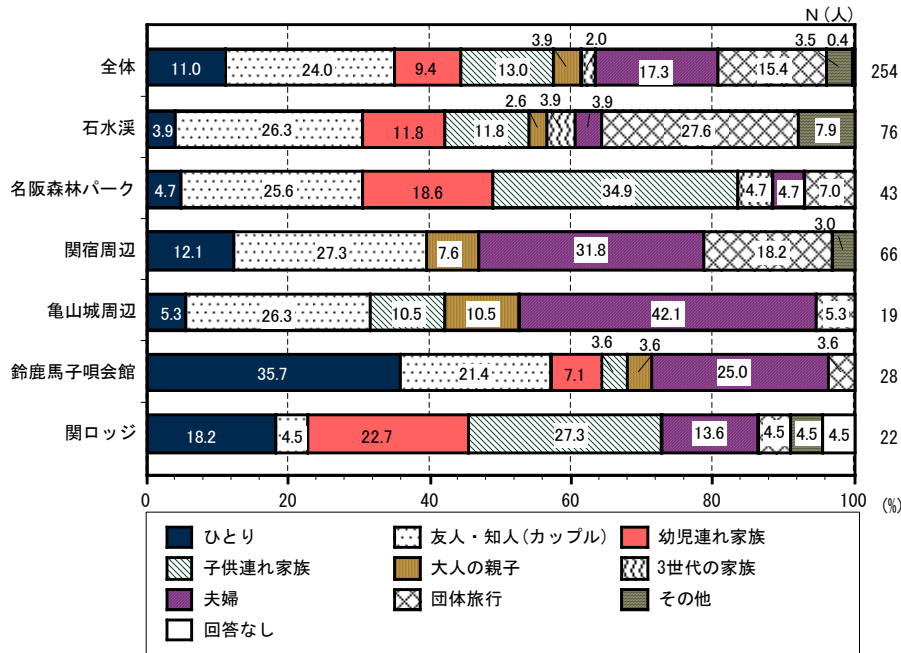 N (人)
3.9 2.0 3.5 0.4
全体 11.0 24.0 9.4 13.0 17.3 15.4 254
2.6 3.9 3.9
石水渓 3.9 26.3 11.8 11.8 27.6 7.9 76
名阪森林パーク 4.7 25.6 18.6 34.9 4.7 4.7 7.0 43
3.0
関宿周辺 12.1 27.3 7.6 31.8 18.2 66
亀山城周辺 5.3 26.3 10.5 10.5 42.1 5.3 19
3.6 3.6 3.6
鈴鹿馬子唄会館 35.7 21.4 7.1 25.0 28
関ロッジ 18.2 4.5 22.7 27.3 13.6 4.5 4.5 4.5 22
0 20 40 60 80 100 (%)
ひとり 友人・知人(カップル) 幼児連れ家族
子供連れ家族 大人の親子 3世代の家族
夫婦 団体旅行 その他
回答なし